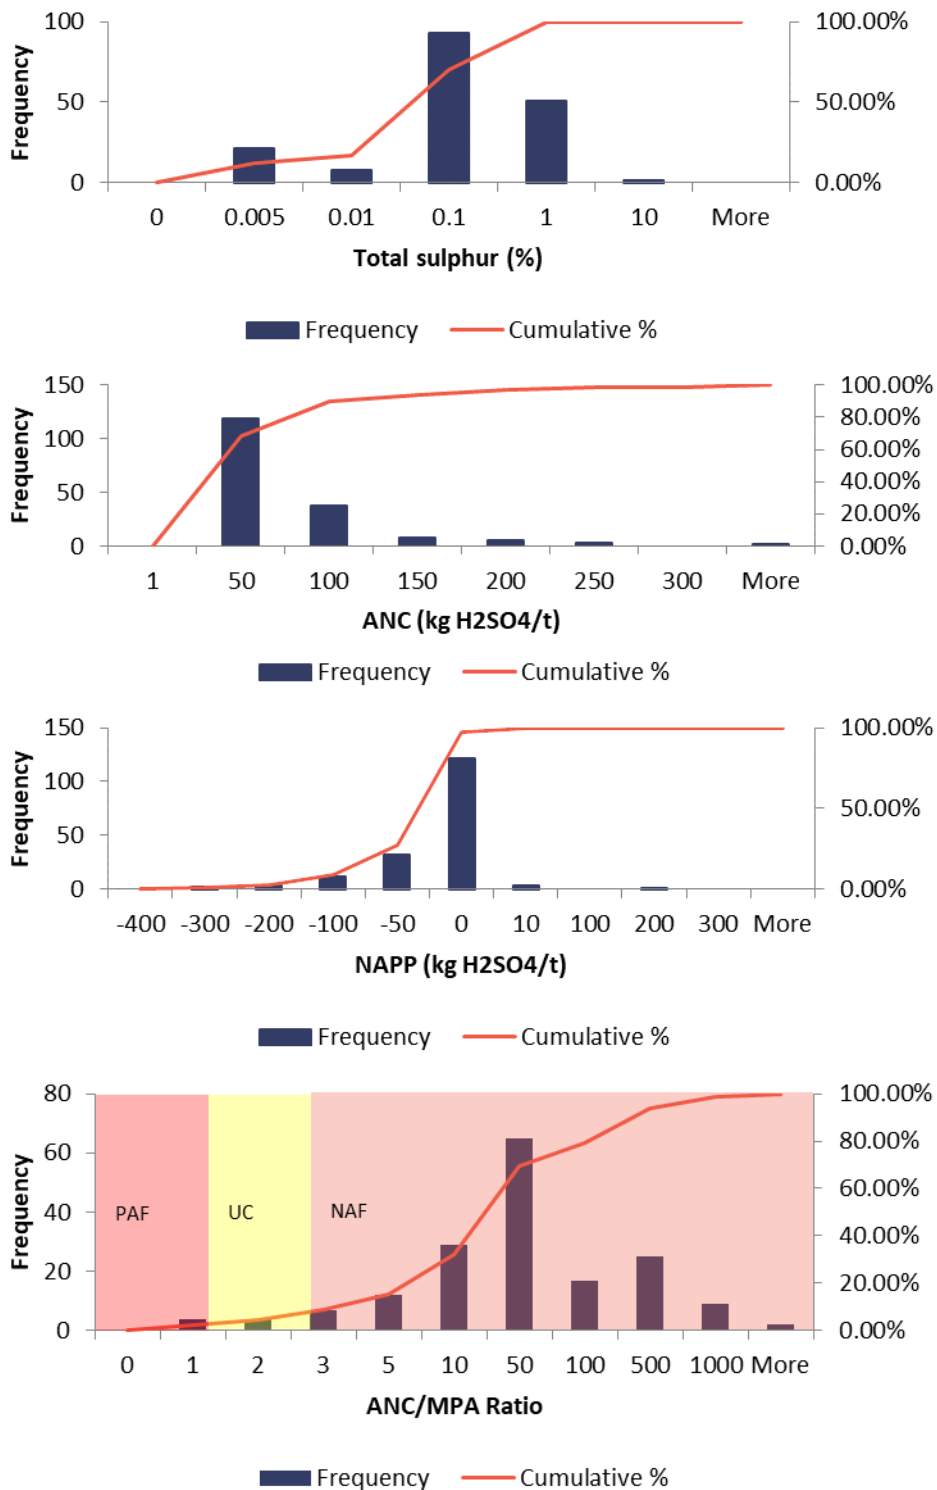 100 100.00%
Frequency
50 50.00%
0 0.00%
0 0.005 0.01 0.1 1 10 More
Total sulphur (%)
Frequency Cumulative %
150 100.00%
80.00%
100
60.00%
Frequency
50 40.00%
20.00%
0 0.00%
1 50 100 150 200 250 300 More
ANC (kg H2SO4/t)
Frequency Cumulative %
150 100.00%
100
Frequency
50.00%
50
0 0.00%
-400 -300 -200 -100 -50 0 10 100 200 300 More
NAPP (kg H2SO4/t)
Frequency Cumulative %
80 100.00%
80.00%
60
60.00%
Frequency
PAF UC NAF
40 40.00%
20 20.00%
0 0.00%
0 1 2 3 5 10 50 100 500 1000 More
ANC/MPA Ratio
Frequency Cumulative %